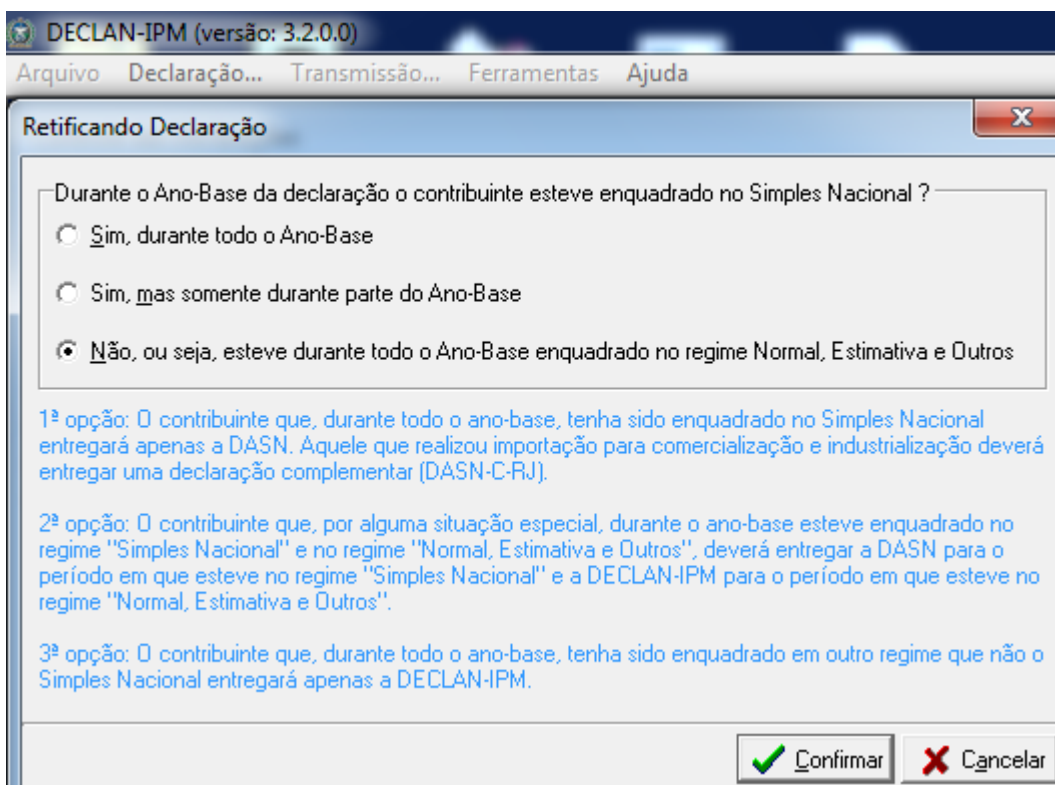 DECLAN-IPM (versão: 3.2.0.0)
Arquivo Declaração... Transmissão... Ferramentas Ajuda
Retificando Declaração
Durante o Ano-Base da declaração o contribuinte esteve enquadrado no Simples Nacional ?
Sim, durante todo o Ano-Base
Sim, mas somente durante parte do Ano-Base
Não, ou seja, esteve durante todo o Ano-Base enquadrado no regime Normal, Estimativa e Outros
1ª opção: O contribuinte que, durante todo o ano-base, tenha sido enquadrado no Simples Nacional
entregará apenas a DASN. Aquele que realizou importação para comercialização e industrialização deverá
entregar uma declaração complementar (DASN-C-RJ).
2ª opção: O contribuinte que, por alguma situação especial, durante o ano-base esteve enquadrado no
regime "Simples Nacional" e no regime "Normal, Estimativa e Outros", deverá entregar a DASN para o
período em que esteve no regime "Simples Nacional" e a DECLAN-IPM para o período em que esteve no
regime "Normal, Estimativa e Outros".
3ª opção: O contribuinte que, durante todo o ano-base, tenha sido enquadrado em outro regime que não o
Simples Nacional entregará apenas a DECLAN-IPM.
Confirmar Cancelar